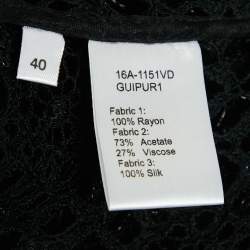 40
16A-1151VD
GUIPUR1
Fabric 1:
100% Rayon
Fabric 2:
73% Acetate
27% Viscose
Fabric 3:
100% Silk